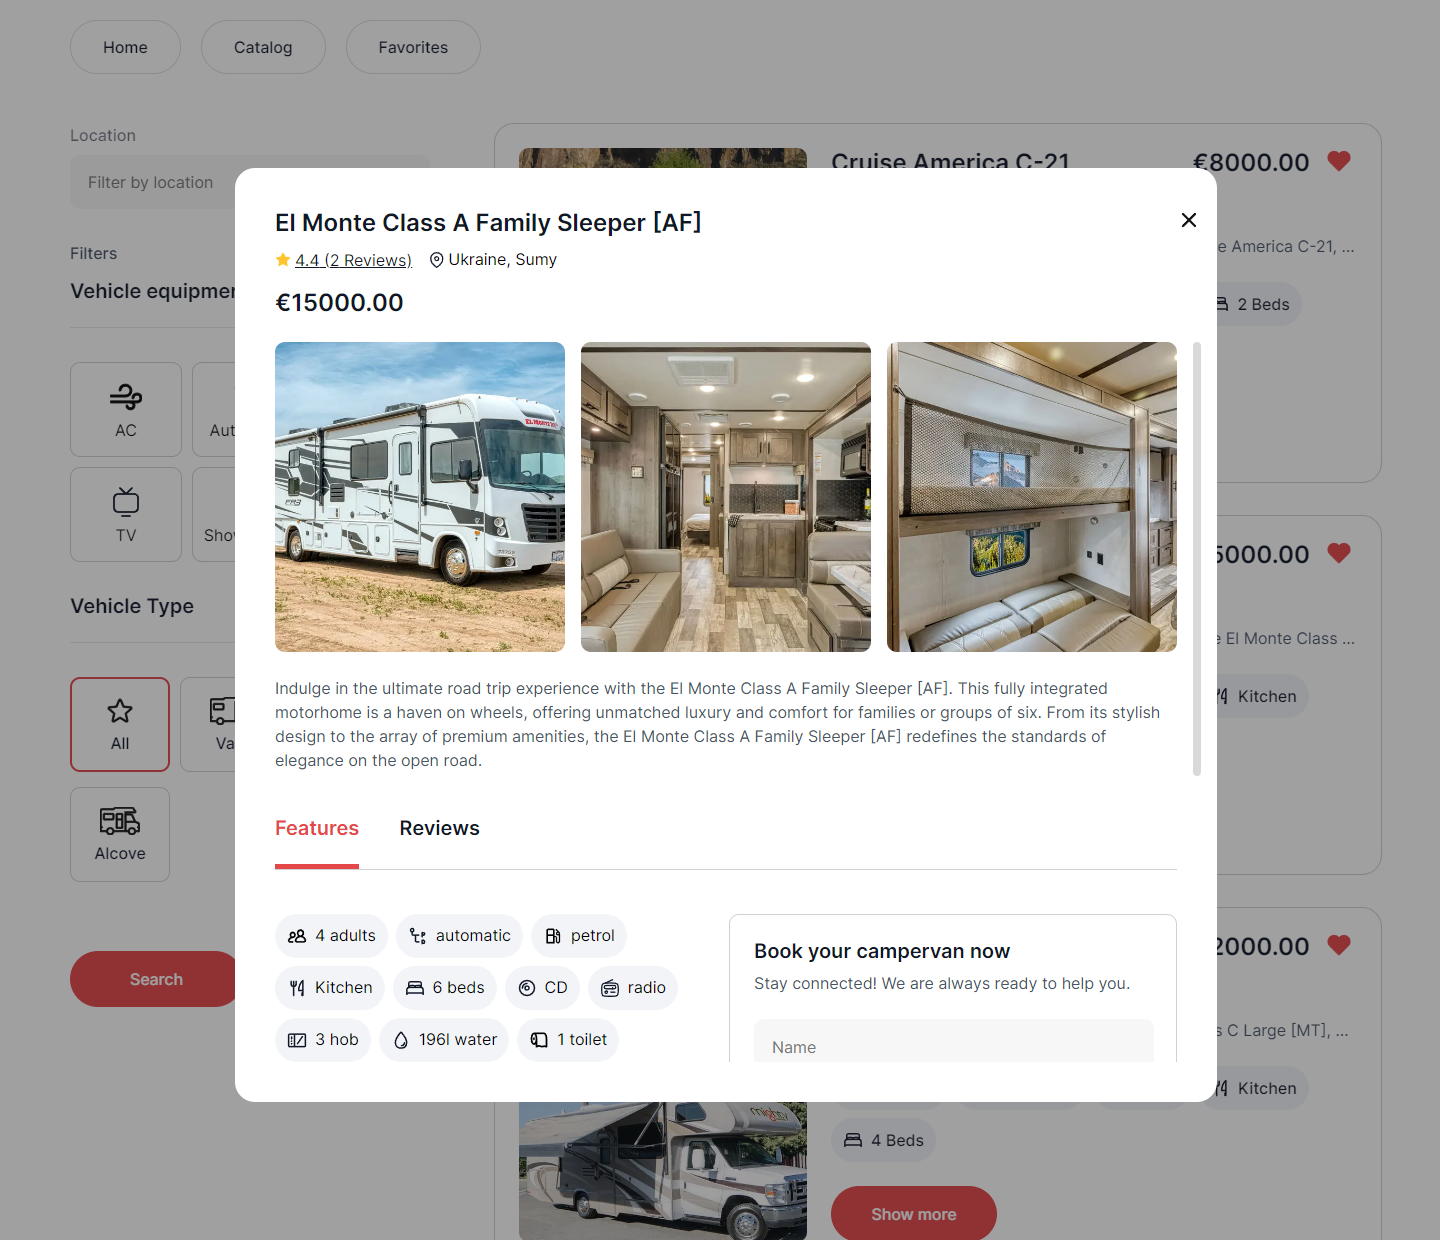 Home
Catalog
Favorites
Location
Filter by location
Filters
Vehicle equipmen
AC
Aut
TV
Show
Vehicle Type
All
Va
Alcove
Search
Cruise America C-21
€8000.00
e America C-21, ...
2 Beds
5000.00
e El Monte Class ...
Kitchen
2000.00
s C Large [MT], ...
Kitchen
4 Beds
Show more
El Monte Class A Family Sleeper [AF]
4.4 (2 Reviews)
Ukraine, Sumy
€15000.00
EL MONTE RV
FR3
Indulge in the ultimate road trip experience with the El Monte Class A Family Sleeper [AF]. This fully integrated
motorhome is a haven on wheels, offering unmatched luxury and comfort for families or groups of six. From its stylish
design to the array of premium amenities, the El Monte Class A Family Sleeper [AF] redefines the standards of
elegance on the open road.
Features
Reviews
4 adults
automatic
petrol
Kitchen
6 beds
CD
radio
3 hob
196l water
1 toilet
Book your campervan now
Stay connected! We are always ready to help you.
Name
mighty